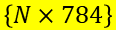 {N × 784}